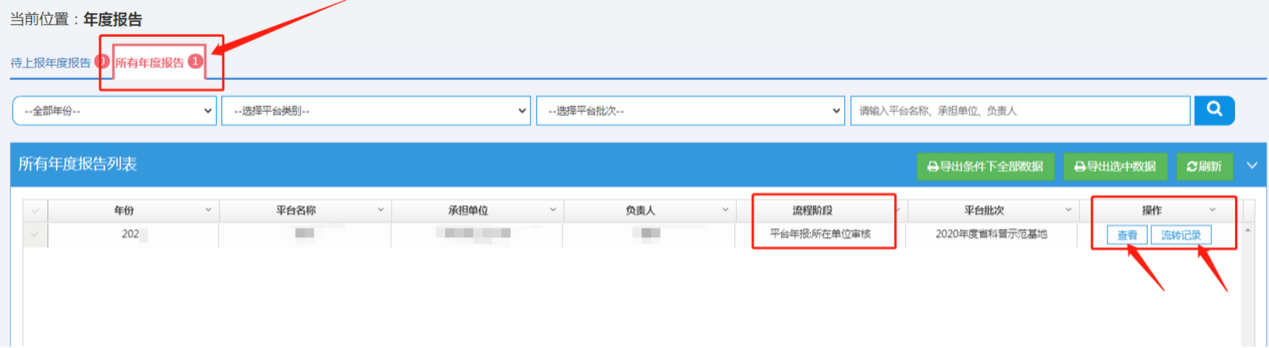 当前位置：年度报告
待上报年度报告 0 所有年度报告 1
--全部年份-- --选择平台类别-- --选择平台批次-- 请输入平台名称、承担单位、负责人
所有年度报告列表 导出条件下全部数据 导出选中数据 刷新
年份 平台名称 承担单位 负责人 流程阶段 平台批次 操作
202 平台年报:所在单位审核 2020年度省科普示范基地 查看 流转记录